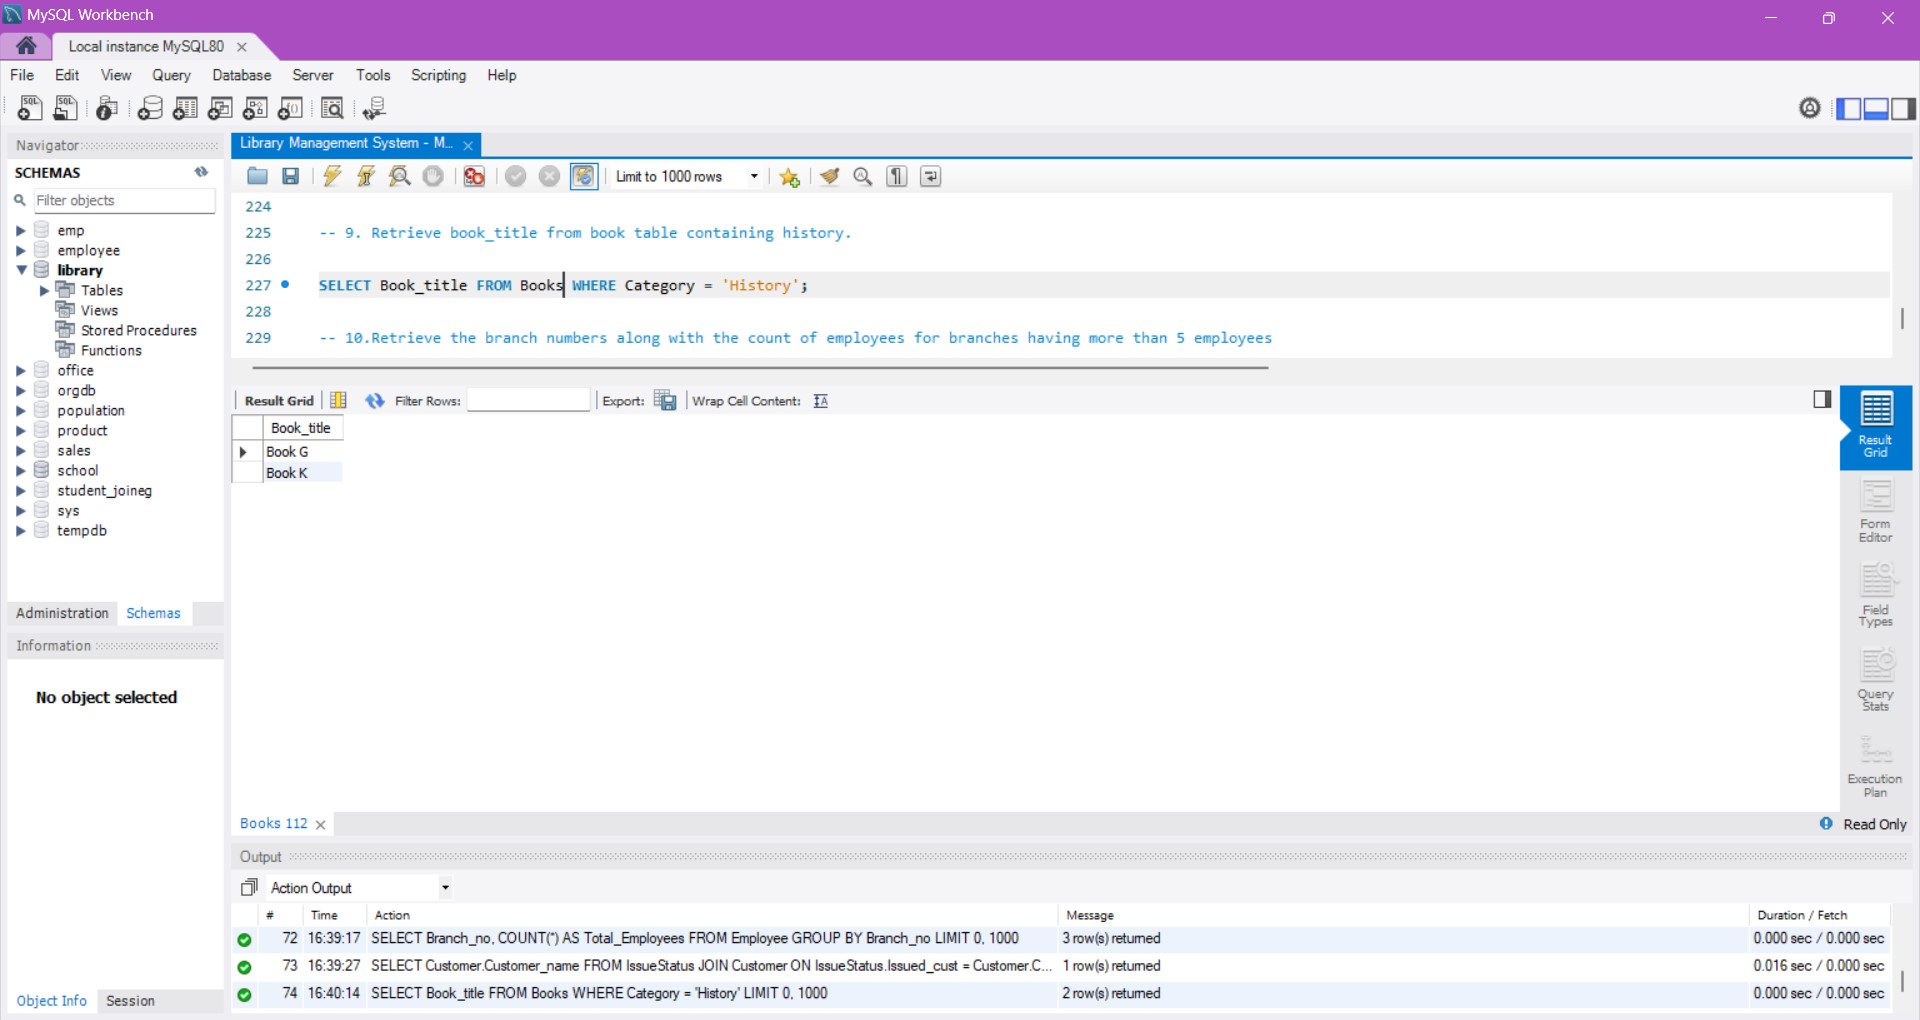 MySQL Workbench
Local instance MySQL80
File Edit View Query Database Server Tools Scripting Help
Navigator
SCHEMAS
Filter objects
emp
employee
library
Tables
Views
Stored Procedures
Functions
office
orgdb
population
product
sales
school
student_joineg
sys
tempdb
Administration Schemas
Information
No object selected
Object Info Session
Library Management System - M...
Limit to 1000 rows
224
225 -- 9. Retrieve book_title from book table containing history.
226
227 SELECT Book_title FROM Books WHERE Category = 'History';
228
229 -- 10.Retrieve the branch numbers along with the count of employees for branches having more than 5 employees
Result Grid Filter Rows: Export: Wrap Cell Content:
Book_title
Book G
Book K
Result Grid
Form Editor
Field Types
Query Stats
Execution Plan
Books 112 Read Only
Output
Action Output
# Time Action Message Duration / Fetch
72 16:39:17 SELECT Branch_no, COUNT(*) AS Total_Employees FROM Employee GROUP BY Branch_no LIMIT 0, 1000 3 row(s) returned 0.000 sec / 0.000 sec
73 16:39:27 SELECT Customer.Customer_name FROM IssueStatus JOIN Customer ON IssueStatus.Issued_cust = Customer.C... 1 row(s) returned 0.016 sec / 0.000 sec
74 16:40:14 SELECT Book_title FROM Books WHERE Category = 'History' LIMIT 0, 1000 2 row(s) returned 0.000 sec / 0.000 sec